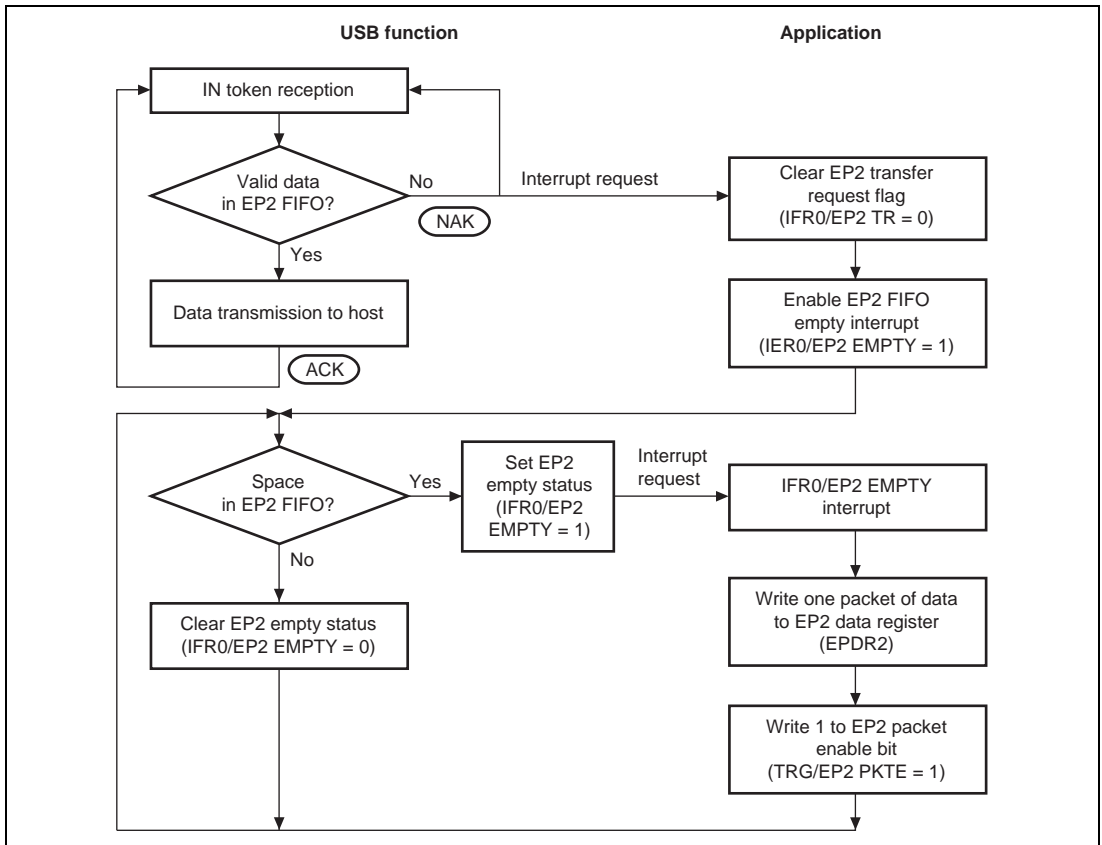 USB function
Application
IN token reception
Valid data
in EP2 FIFO?
No
NAK
Interrupt request
Clear EP2 transfer
request flag
(IFR0/EP2 TR = 0)
Yes
Data transmission to host
ACK
Enable EP2 FIFO
empty interrupt
(IER0/EP2 EMPTY = 1)
Space
in EP2 FIFO?
Yes
Set EP2
empty status
(IFR0/EP2
EMPTY = 1)
Interrupt
request
IFR0/EP2 EMPTY
interrupt
No
Clear EP2 empty status
(IFR0/EP2 EMPTY = 0)
Write one packet of data
to EP2 data register
(EPDR2)
Write 1 to EP2 packet
enable bit
(TRG/EP2 PKTE = 1)